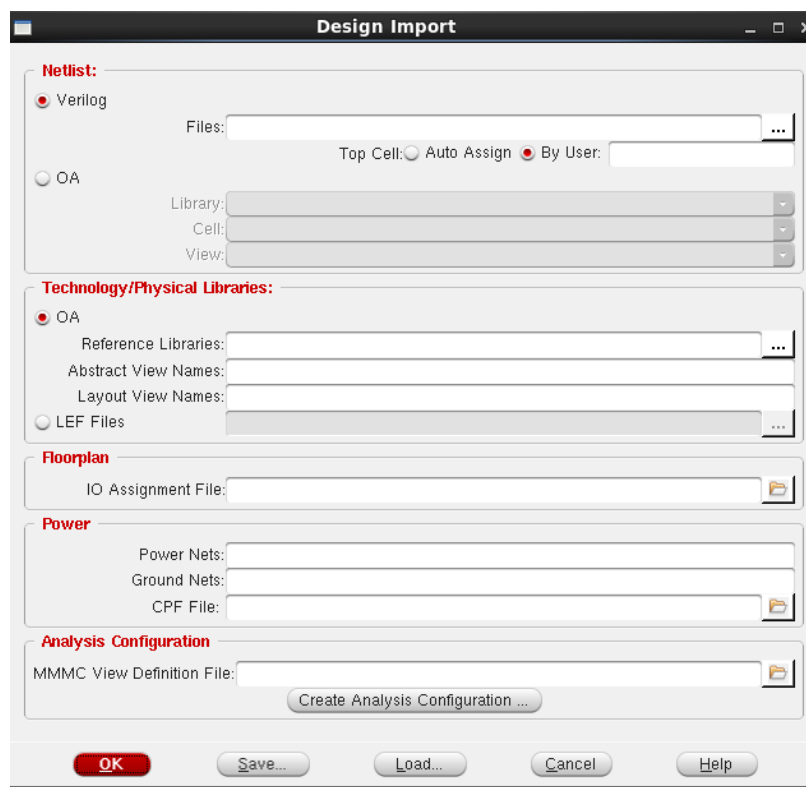 Design Import
Netlist:
Verilog
Files: ...
Top Cell: Auto Assign By User:
OA
Library:
Cell:
View:
Technology/Physical Libraries:
OA
Reference Libraries: ...
Abstract View Names:
Layout View Names:
LEF Files ...
Floorplan
IO Assignment File:
Power
Power Nets:
Ground Nets:
CPF File:
Analysis Configuration
MMMC View Definition File:
Create Analysis Configuration ...
OK Save... Load... Cancel Help